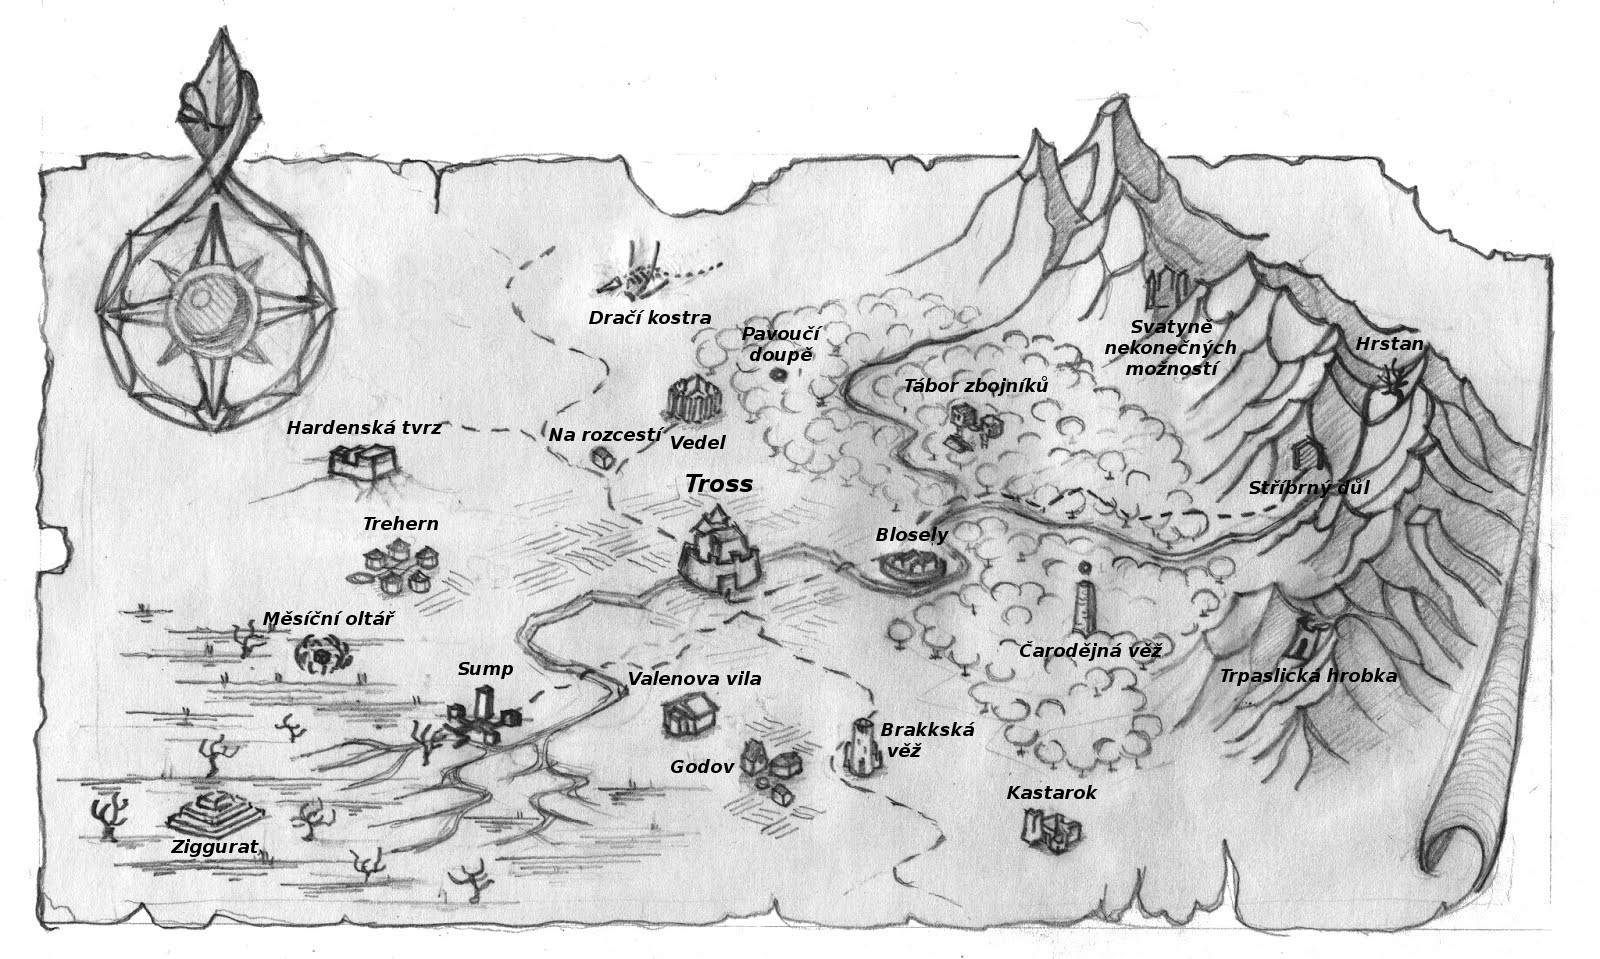 Dračí kostra
Pavoučí
doupě
Svatyně
nekonečných
možností
Hrstan
Tábor zbojníků
Hardenská tvrz
Na rozcestí
Vedel
Tross
Stříbrný důl
Trehern
Blosely
Měsíční oltář
Čarodějná věž
Sump
Valenova vila
Trpaslická hrobka
Brakkská
věž
Godov
Kastarok
Ziggurat